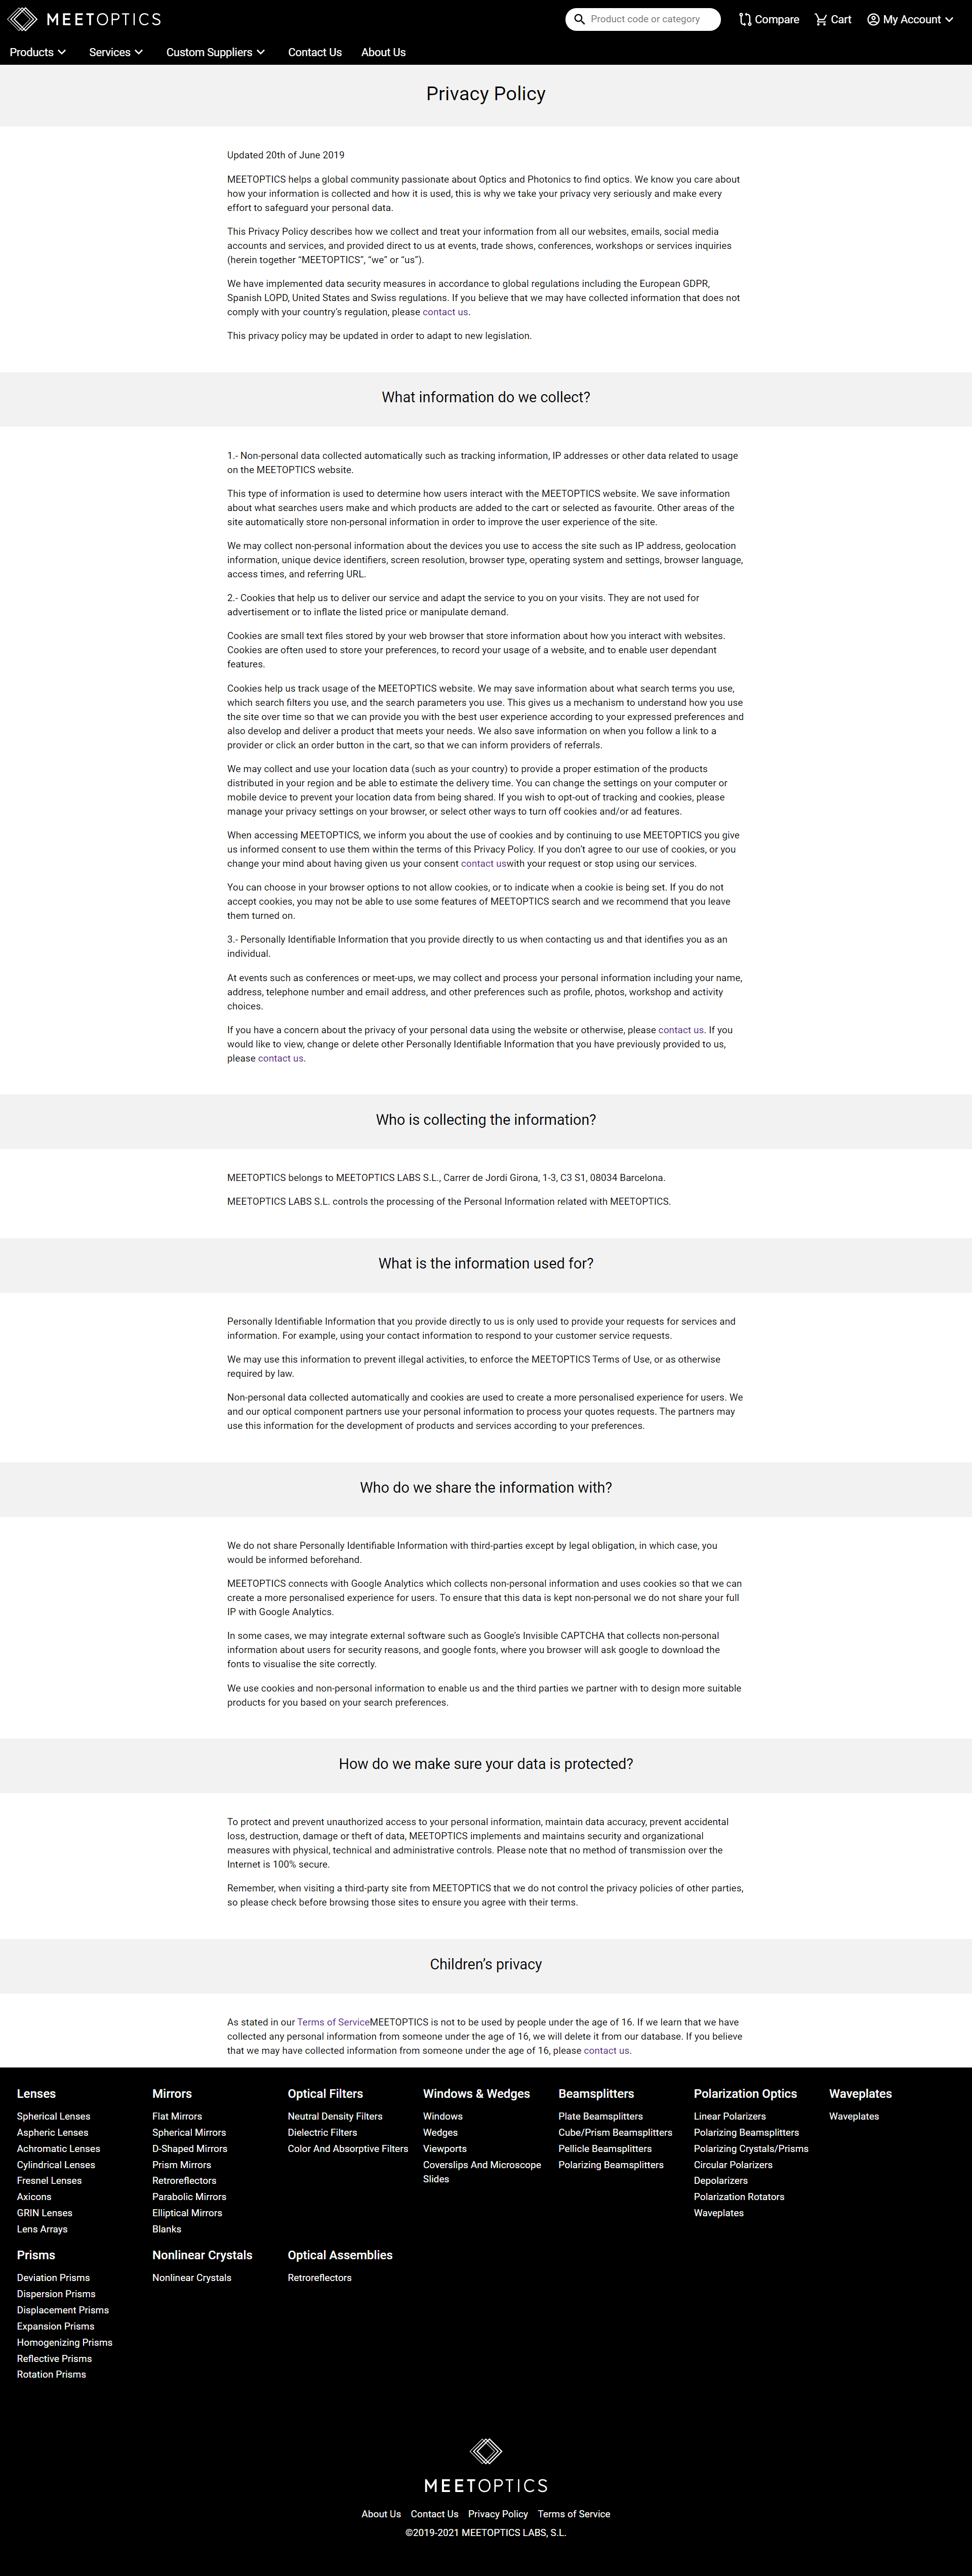 MEETOPTICS
Product code or category
Compare
Cart
My Account
Products
Services
Custom Suppliers
Contact Us
About Us
Privacy Policy
Updated 20th of June 2019
MEETOPTICS helps a global community passionate about Optics and Photonics to find optics. We know you care about
how your information is collected and how it is used, this is why we take your privacy very seriously and make every
effort to safeguard your personal data.
This Privacy Policy describes how we collect and treat your information from all our websites, emails, social media
accounts and services, and provided direct to us at events, trade shows, conferences, workshops or services inquiries
(herein together “MEETOPTICS”, “we” or “us”).
We have implemented data security measures in accordance to global regulations including the European GDPR,
Spanish LOPD, United States and Swiss regulations. If you believe that we may have collected information that does not
comply with your country’s regulation, please contact us.
This privacy policy may be updated in order to adapt to new legislation.
What information do we collect?
1.- Non-personal data collected automatically such as tracking information, IP addresses or other data related to usage
on the MEETOPTICS website.
This type of information is used to determine how users interact with the MEETOPTICS website. We save information
about what searches users make and which products are added to the cart or selected as favourite. Other areas of the
site automatically store non-personal information in order to improve the user experience of the site.
We may collect non-personal information about the devices you use to access the site such as IP address, geolocation
information, unique device identifiers, screen resolution, browser type, operating system and settings, browser language,
access times, and referring URL.
2.- Cookies that help us to deliver our service and adapt the service to you on your visits. They are not used for
advertisement or to inflate the listed price or manipulate demand.
Cookies are small text files stored by your web browser that store information about how you interact with websites.
Cookies are often used to store your preferences, to record your usage of a website, and to enable user dependant
features.
Cookies help us track usage of the MEETOPTICS website. We may save information about what search terms you use,
which search filters you use, and the search parameters you use. This gives us a mechanism to understand how you use
the site over time so that we can provide you with the best user experience according to your expressed preferences and
also develop and deliver a product that meets your needs. We also save information on when you follow a link to a
provider or click an order button in the cart, so that we can inform providers of referrals.
We may collect and use your location data (such as your country) to provide a proper estimation of the products
distributed in your region and be able to estimate the delivery time. You can change the settings on your computer or
mobile device to prevent your location data from being shared. If you wish to opt-out of tracking and cookies, please
manage your privacy settings on your browser, or select other ways to turn off cookies and/or ad features.
When accessing MEETOPTICS, we inform you about the use of cookies and by continuing to use MEETOPTICS you give
us informed consent to use them within the terms of this Privacy Policy. If you don’t agree to our use of cookies, or you
change your mind about having given us your consent contact uswith your request or stop using our services.
You can choose in your browser options to not allow cookies, or to indicate when a cookie is being set. If you do not
accept cookies, you may not be able to use some features of MEETOPTICS search and we recommend that you leave
them turned on.
3.- Personally Identifiable Information that you provide directly to us when contacting us and that identifies you as an
individual.
At events such as conferences or meet-ups, we may collect and process your personal information including your name,
address, telephone number and email address, and other preferences such as profile, photos, workshop and activity
choices.
If you have a concern about the privacy of your personal data using the website or otherwise, please contact us. If you
would like to view, change or delete other Personally Identifiable Information that you have previously provided to us,
please contact us.
Who is collecting the information?
MEETOPTICS belongs to MEETOPTICS LABS S.L., Carrer de Jordi Girona, 1-3, C3 S1, 08034 Barcelona.
MEETOPTICS LABS S.L. controls the processing of the Personal Information related with MEETOPTICS.
What is the information used for?
Personally Identifiable Information that you provide directly to us is only used to provide your requests for services and
information. For example, using your contact information to respond to your customer service requests.
We may use this information to prevent illegal activities, to enforce the MEETOPTICS Terms of Use, or as otherwise
required by law.
Non-personal data collected automatically and cookies are used to create a more personalised experience for users. We
and our optical component partners use your personal information to process your quotes requests. The partners may
use this information for the development of products and services according to your preferences.
Who do we share the information with?
We do not share Personally Identifiable Information with third-parties except by legal obligation, in which case, you
would be informed beforehand.
MEETOPTICS connects with Google Analytics which collects non-personal information and uses cookies so that we can
create a more personalised experience for users. To ensure that this data is kept non-personal we do not share your full
IP with Google Analytics.
In some cases, we may integrate external software such as Google’s Invisible CAPTCHA that collects non-personal
information about users for security reasons, and google fonts, where you browser will ask google to download the
fonts to visualise the site correctly.
We use cookies and non-personal information to enable us and the third parties we partner with to design more suitable
products for you based on your search preferences.
How do we make sure your data is protected?
To protect and prevent unauthorized access to your personal information, maintain data accuracy, prevent accidental
loss, destruction, damage or theft of data, MEETOPTICS implements and maintains security and organizational
measures with physical, technical and administrative controls. Please note that no method of transmission over the
Internet is 100% secure.
Remember, when visiting a third-party site from MEETOPTICS that we do not control the privacy policies of other parties,
so please check before browsing those sites to ensure you agree with their terms.
Children’s privacy
As stated in our Terms of ServiceMEETOPTICS is not to be used by people under the age of 16. If we learn that we have
collected any personal information from someone under the age of 16, we will delete it from our database. If you believe
that we may have collected information from someone under the age of 16, please contact us.
Lenses
Spherical Lenses
Aspheric Lenses
Achromatic Lenses
Cylindrical Lenses
Fresnel Lenses
Axicons
GRIN Lenses
Lens Arrays
Mirrors
Flat Mirrors
Spherical Mirrors
D-Shaped Mirrors
Prism Mirrors
Retroreflectors
Parabolic Mirrors
Elliptical Mirrors
Blanks
Optical Filters
Neutral Density Filters
Dielectric Filters
Color And Absorptive Filters
Windows & Wedges
Windows
Wedges
Viewports
Coverslips And Microscope
Slides
Beamsplitters
Plate Beamsplitters
Cube/Prism Beamsplitters
Pellicle Beamsplitters
Polarizing Beamsplitters
Polarization Optics
Linear Polarizers
Polarizing Beamsplitters
Polarizing Crystals/Prisms
Circular Polarizers
Depolarizers
Polarization Rotators
Waveplates
Waveplates
Waveplates
Prisms
Deviation Prisms
Dispersion Prisms
Displacement Prisms
Expansion Prisms
Homogenizing Prisms
Reflective Prisms
Rotation Prisms
Nonlinear Crystals
Nonlinear Crystals
Optical Assemblies
Retroreflectors
MEETOPTICS
About Us
Contact Us
Privacy Policy
Terms of Service
©2019-2021 MEETOPTICS LABS, S.L.